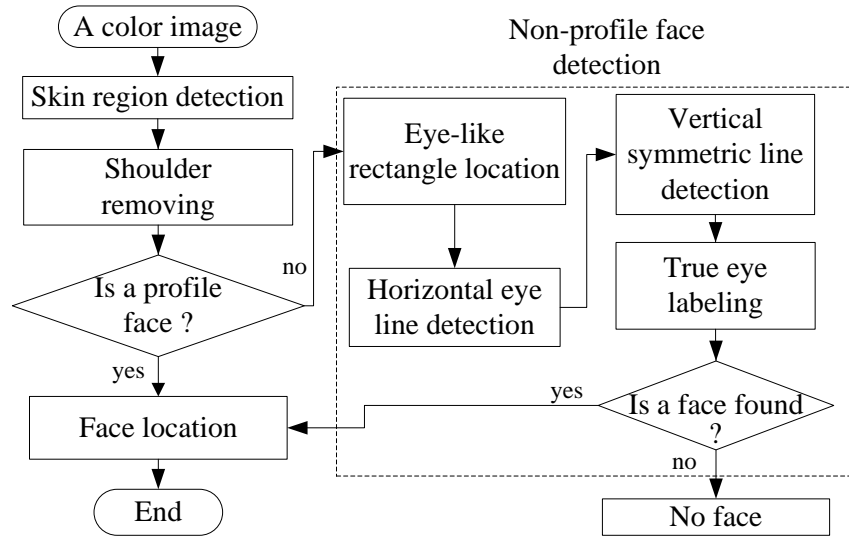 A color image
Skin region detection
Shoulder
removing
Is a profile
face ?
no
yes
Face location
End
Non-profile face
detection
Eye-like
rectangle location
Horizontal eye
line detection
Vertical
symmetric line
detection
True eye
labeling
Is a face found
?
yes
no
No face